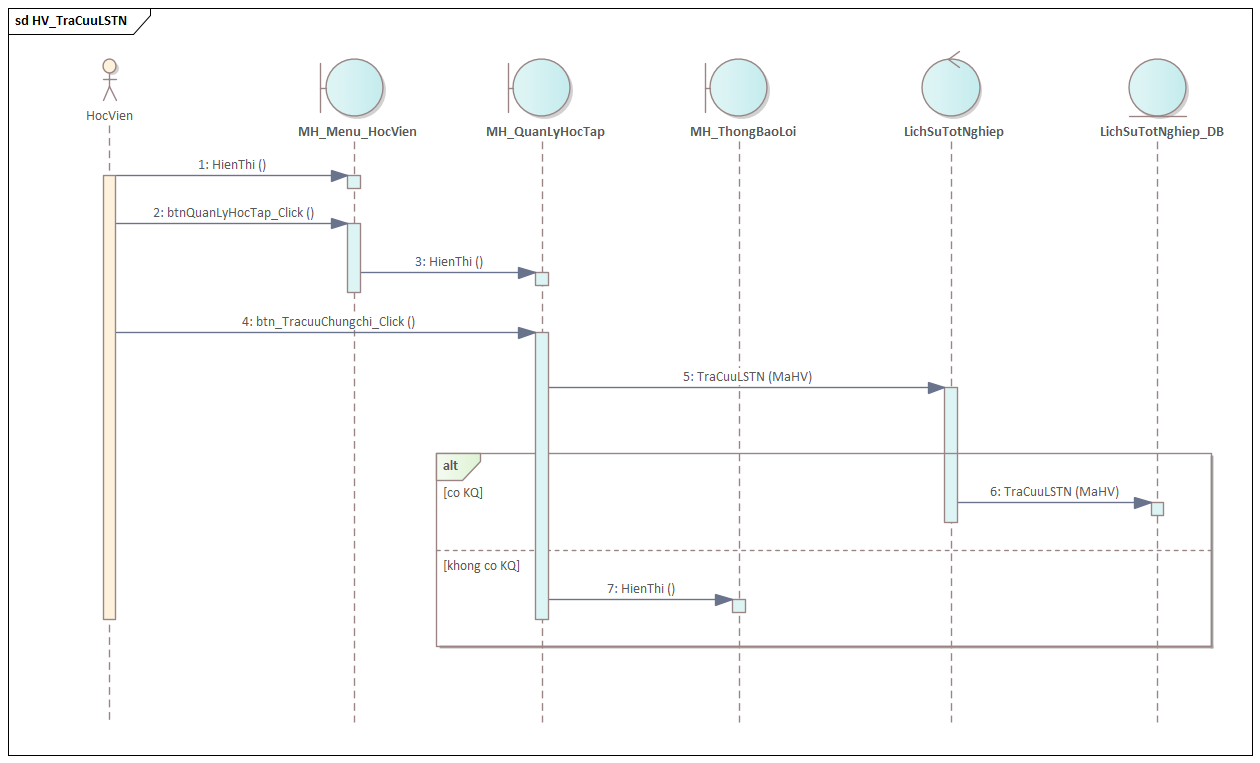 sd HV_TraCuuLSTN
HocVien
MH_Menu_HocVien
MH_QuanLyHocTap
MH_ThongBaoLoi
LichSuTotNghiep
LichSuTotNghiep_DB
1: HienThi ()
2: btnQuanLyHocTap_Click ()
3: HienThi ()
4: btn_TracuuChungchi_Click ()
5: TraCuuLSTN (MaHV)
alt
[co KQ]
6: TraCuuLSTN (MaHV)
[khong co KQ]
7: HienThi ()